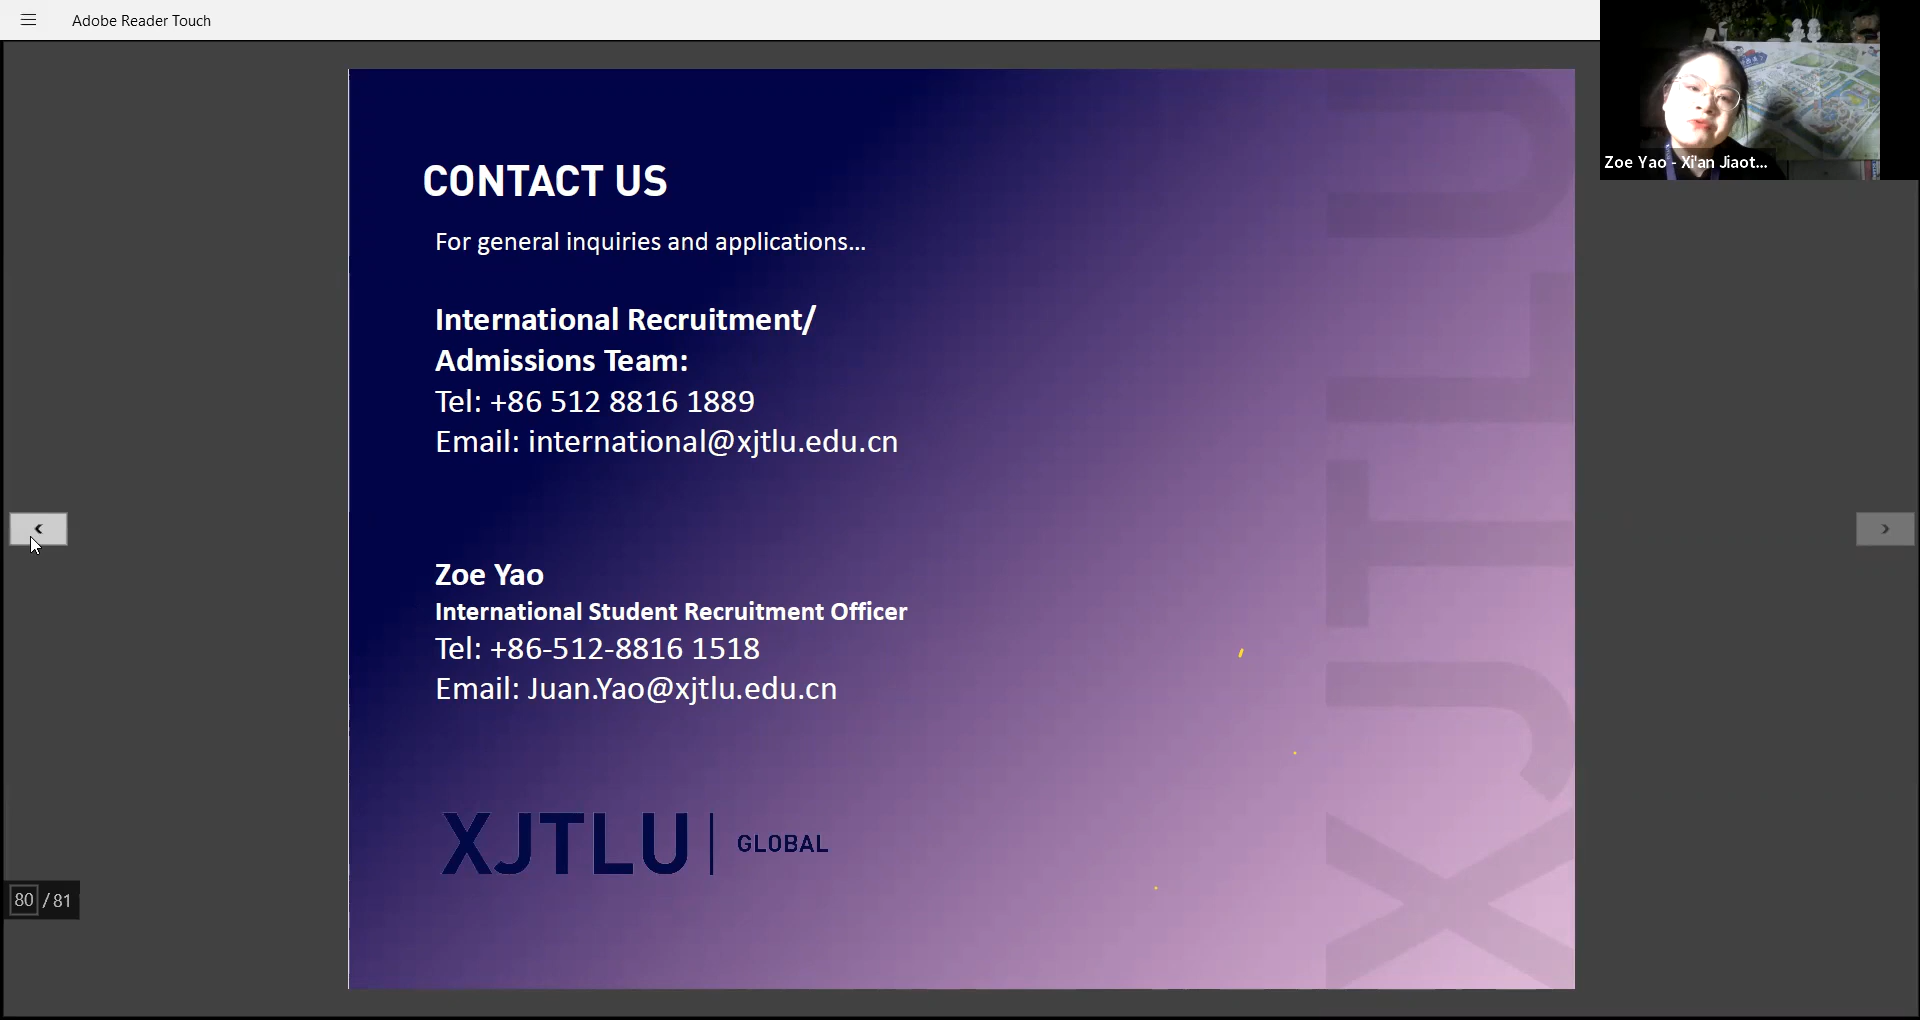 Adobe Reader Touch
Zoe Yao - Xi'an Jiaot...
CONTACT US
For general inquiries and applications...
International Recruitment/
Admissions Team:
Tel: +86 512 8816 1889
Email: international@xjtlu.edu.cn
Zoe Yao
International Student Recruitment Officer
Tel: +86-512-8816 1518
Email: Juan.Yao@xjtlu.edu.cn
XJTLU | GLOBAL
XJTLU
80 / 81